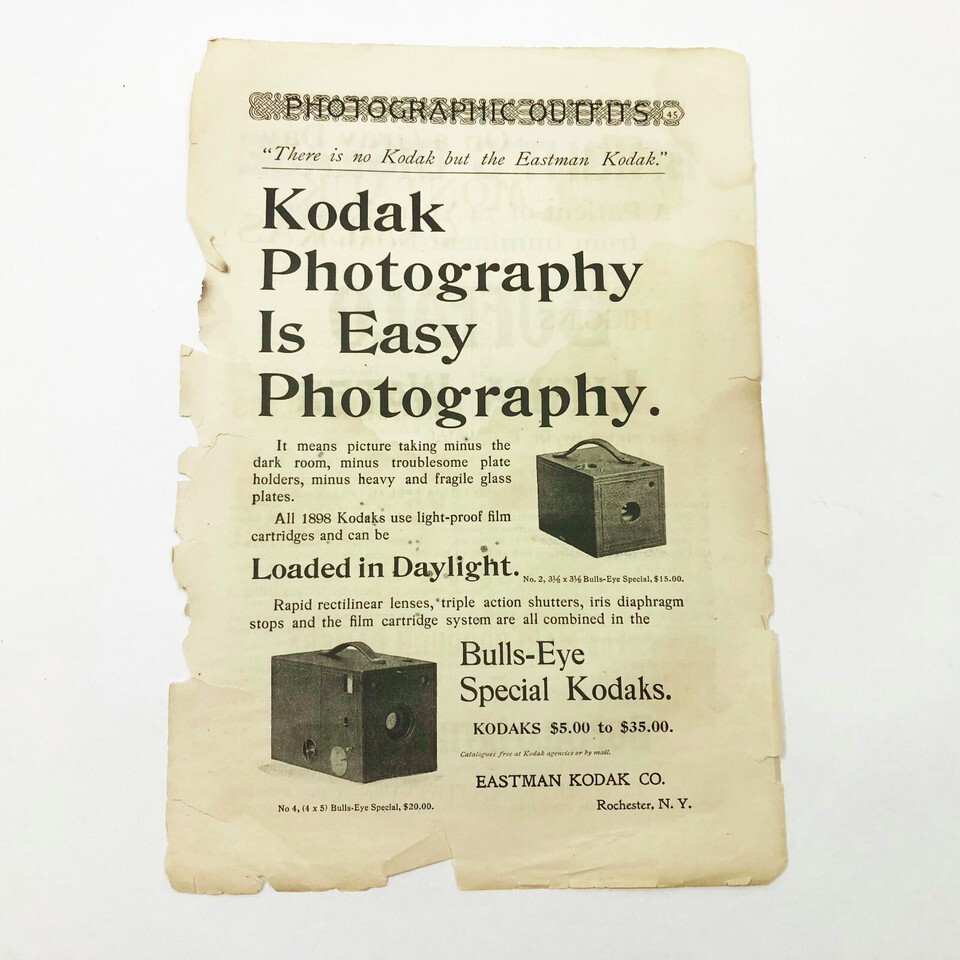 PHOTOGRAPHIC OUTFITS 45
"There is no Kodak but the Eastman Kodak."
Kodak
Photography
Is Easy
Photography.
It means picture taking minus the
dark room, minus troublesome plate
holders, minus heavy and fragile glass
plates.
All 1898 Kodaks use light-proof film
cartridges and can be
Loaded in Daylight.
No. 2, 3½ x 3½ Bulls-Eye Special, $15.00.
Rapid rectilinear lenses, triple action shutters, iris diaphragm
stops and the film cartridge system are all combined in the
Bulls-Eye
Special Kodaks.
KODAKS $5.00 to $35.00.
Catalogues free at Kodak agencies or by mail.
EASTMAN KODAK CO.
Rochester, N. Y.
No 4, (4 x 5) Bulls-Eye Special, $20.00.